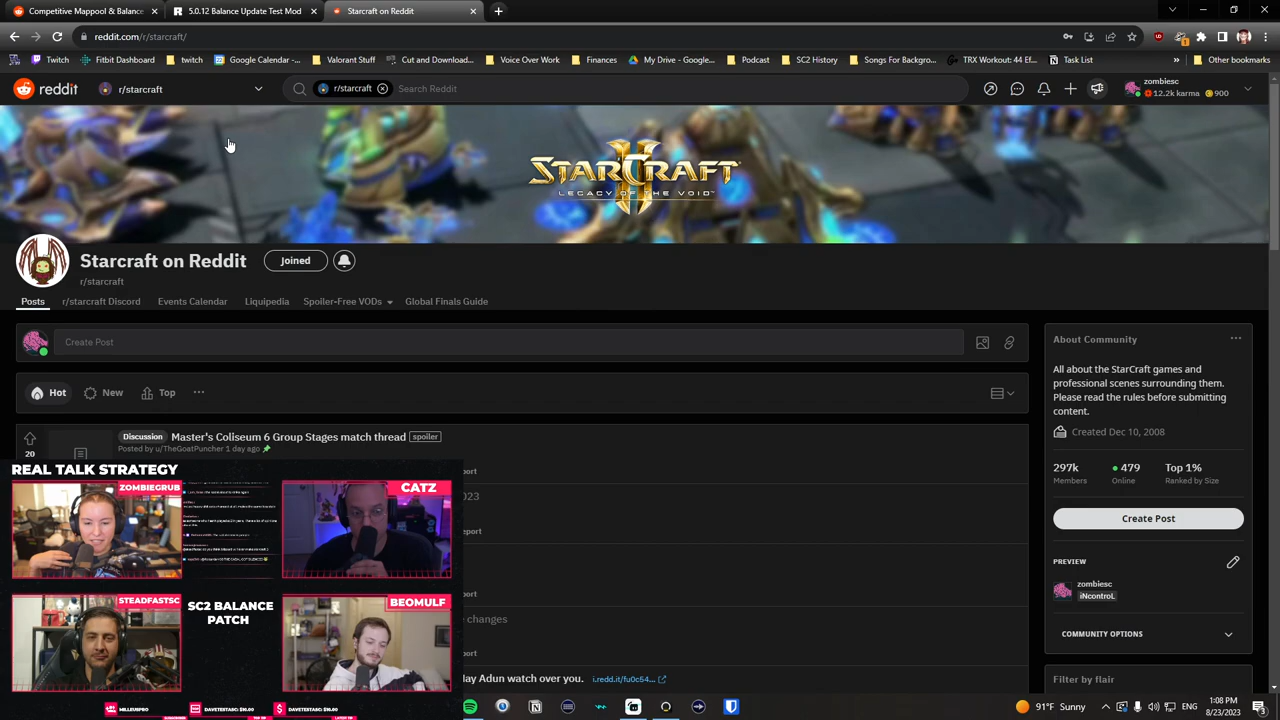 Competitive Mappool & Balance
5.0.12 Balance Update Test Mod
Starcraft on Reddit
reddit.com/r/starcraft/
Twitch
Fitbit Dashboard
twitch
Google Calendar -...
Valorant Stuff
Cut and Download...
Voice Over Work
Finances
My Drive - Google...
Podcast
SC2 History
Songs For Backgro...
TRX Workout: 44 Ef...
Task List
Other bookmarks
reddit
r/starcraft
r/starcraft
Search Reddit
zombiesc
12.2k karma
900
STARCRAFT
II
LEGACY OF THE VOID
Starcraft on Reddit
Joined
r/starcraft
Posts
r/starcraft Discord
Events Calendar
Liquipedia
Spoiler-Free VODs
Global Finals Guide
Create Post
Hot
New
Top
Discussion Master's Coliseum 6 Group Stages match thread spoiler
20
Posted by u/TheGoatPuncher 1 day ago
port
023
eport
ort
changes
port
lay Adun watch over you.
i.redd.it/fu0c64...
About Community
All about the StarCraft games and
professional scenes surrounding them.
Please read the rules before submitting
content.
Created Dec 10, 2008
297k
479
Top 1%
Members
Online
Ranked by Size
Create Post
PREVIEW
zombiesc
iNcontroL
COMMUNITY OPTIONS
Filter by flair
REAL TALK STRATEGY
ZOMBIEGRUB
CATZ
STEADFASTSC
SC2 BALANCE
PATCH
BEOMULF
91°F Sunny
1:08 PM
8/23/2023